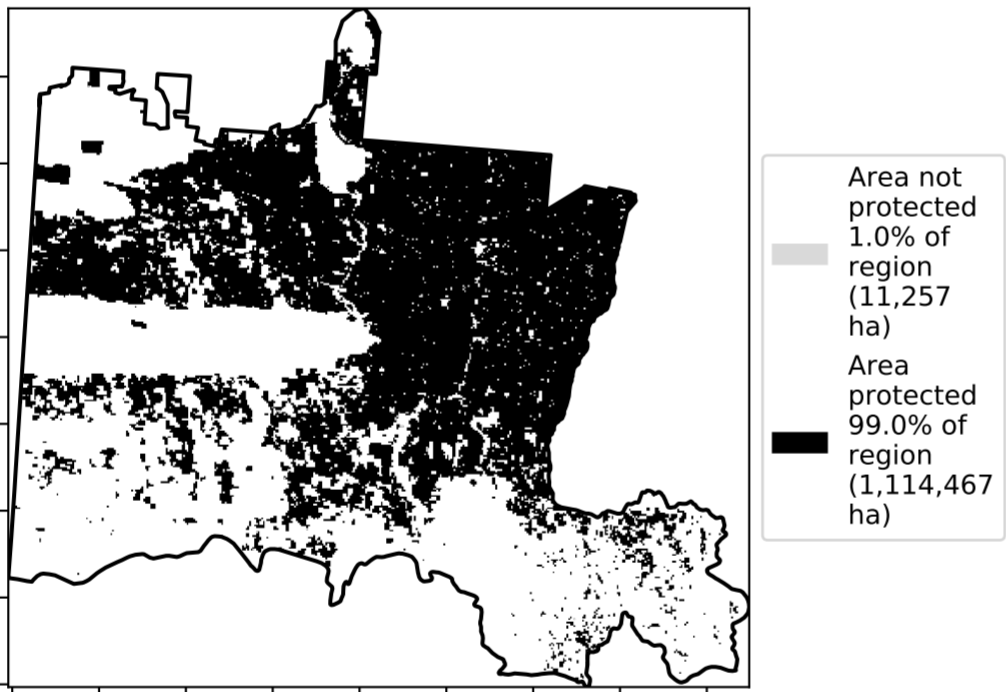 Area not
protected
1.0% of
region
(11,257
ha)
Area
protected
99.0% of
region
(1,114,467
ha)